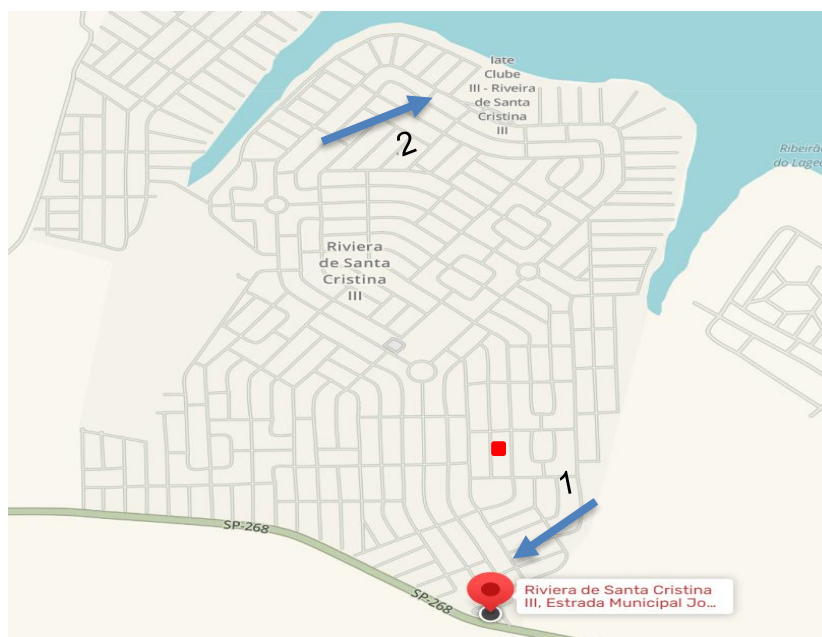 Iate
Clube
III - Riveira
de Santa
Cristina
III
2
Ribeirão
do Lageo
Riviera
de Santa
Cristina
III
1
SP-268
SP-268
Riviera de Santa Cristina
III, Estrada Municipal Jo...